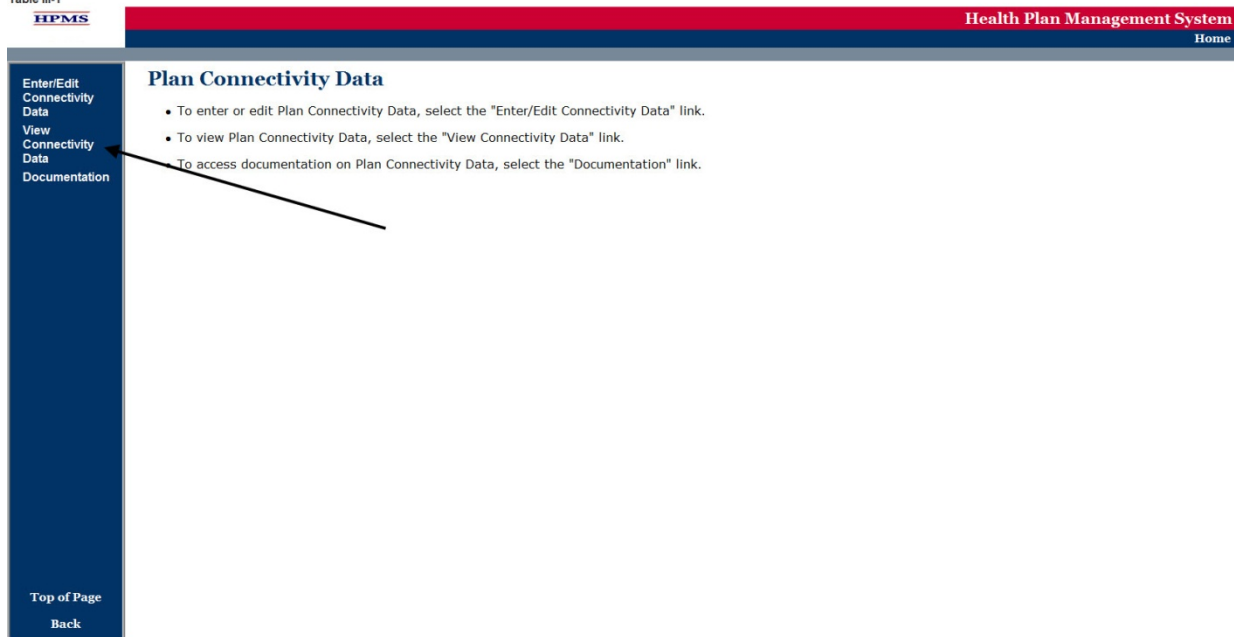 Table III-1
HPMS
Health Plan Management System
Home
Enter/Edit
Connectivity
Data
View
Connectivity
Data
Documentation
Plan Connectivity Data
• To enter or edit Plan Connectivity Data, select the "Enter/Edit Connectivity Data" link.
• To view Plan Connectivity Data, select the "View Connectivity Data" link.
• To access documentation on Plan Connectivity Data, select the "Documentation" link.
Top of Page
Back